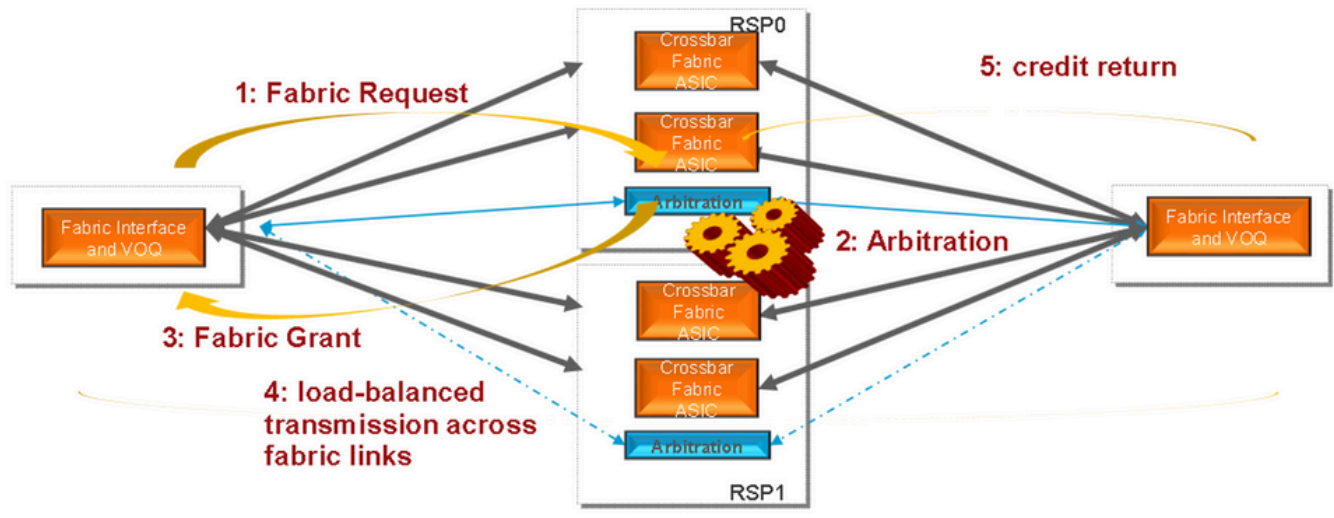 RSP0
Crossbar
Fabric
ASIC
5: credit return
1: Fabric Request
Crossbar
Fabric
ASIC
Arbitration
Fabric Interface
and VOQ
2: Arbitration
Fabric Interface
and VOQ
Crossbar
Fabric
ASIC
3: Fabric Grant
Crossbar
Fabric
ASIC
4: load-balanced
transmission across
fabric links
Arbitration
RSP1